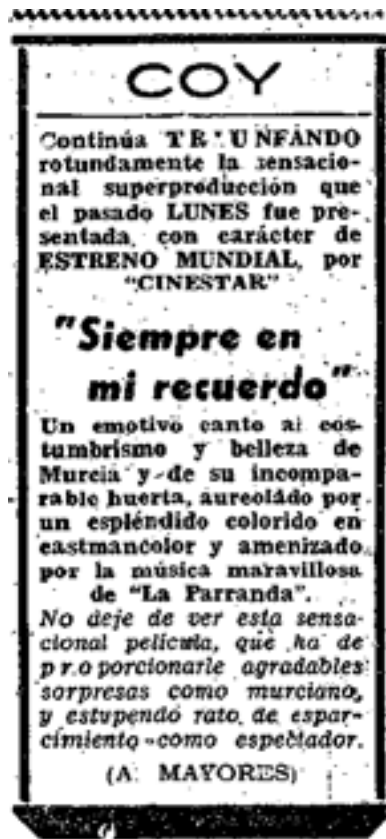 COY
Continúa TRIUNFANDO
rotundamente la sensacio-
nal superproducción que
el pasado LUNES fue pre-
sentada, con carácter de
ESTRENO MUNDIAL, por
"CINESTAR"
"Siempre en
mi recuerdo"
Un emotivo canto al cos-
tumbrismo y belleza de
Murcia y de su incompa-
rable huerta, aureolado por
un espléndido colorido en
eastmancolor y amenizado
por la música maravillosa
de "La Parranda".
No deje de ver esta sensa-
cional película, que ha de
proporcionarle agradables
sorpresas como murciano,
y estupendo rato de espar-
cimiento como espectador.
(A. MAYORES)